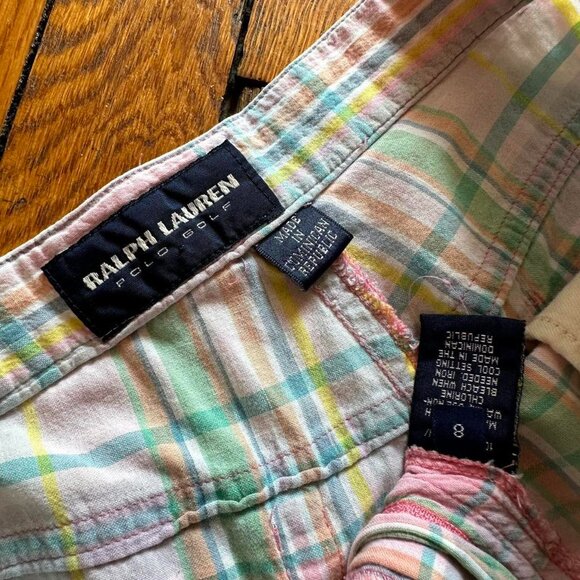 RALPH LAUREN
POLO GOLF
MADE
IN
DOMINICAN
REPUBLIC
8
M
WA
CHLORINE
BLEACH WHEN
NEEDED, IRON
COOL SETTING
MADE IN THE
DOMINICAN
REPUBLIC